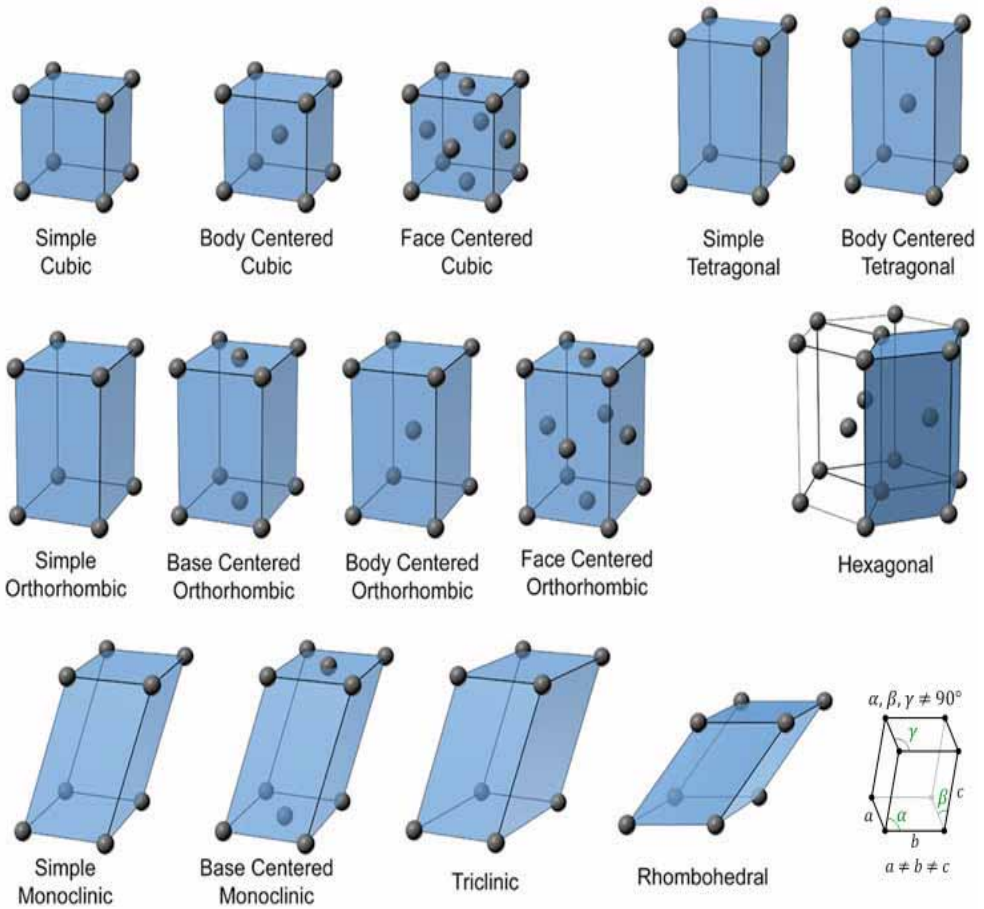 Simple
Cubic
Body Centered
Cubic
Face Centered
Cubic
Simple
Tetragonal
Body Centered
Tetragonal
Simple
Orthorhombic
Base Centered
Orthorhombic
Body Centered
Orthorhombic
Face Centered
Orthorhombic
Hexagonal
Simple
Monoclinic
Base Centered
Monoclinic
Triclinic
Rhombohedral
α, β, γ ≠ 90°
γ
a
α
β
c
b
a ≠ b ≠ c